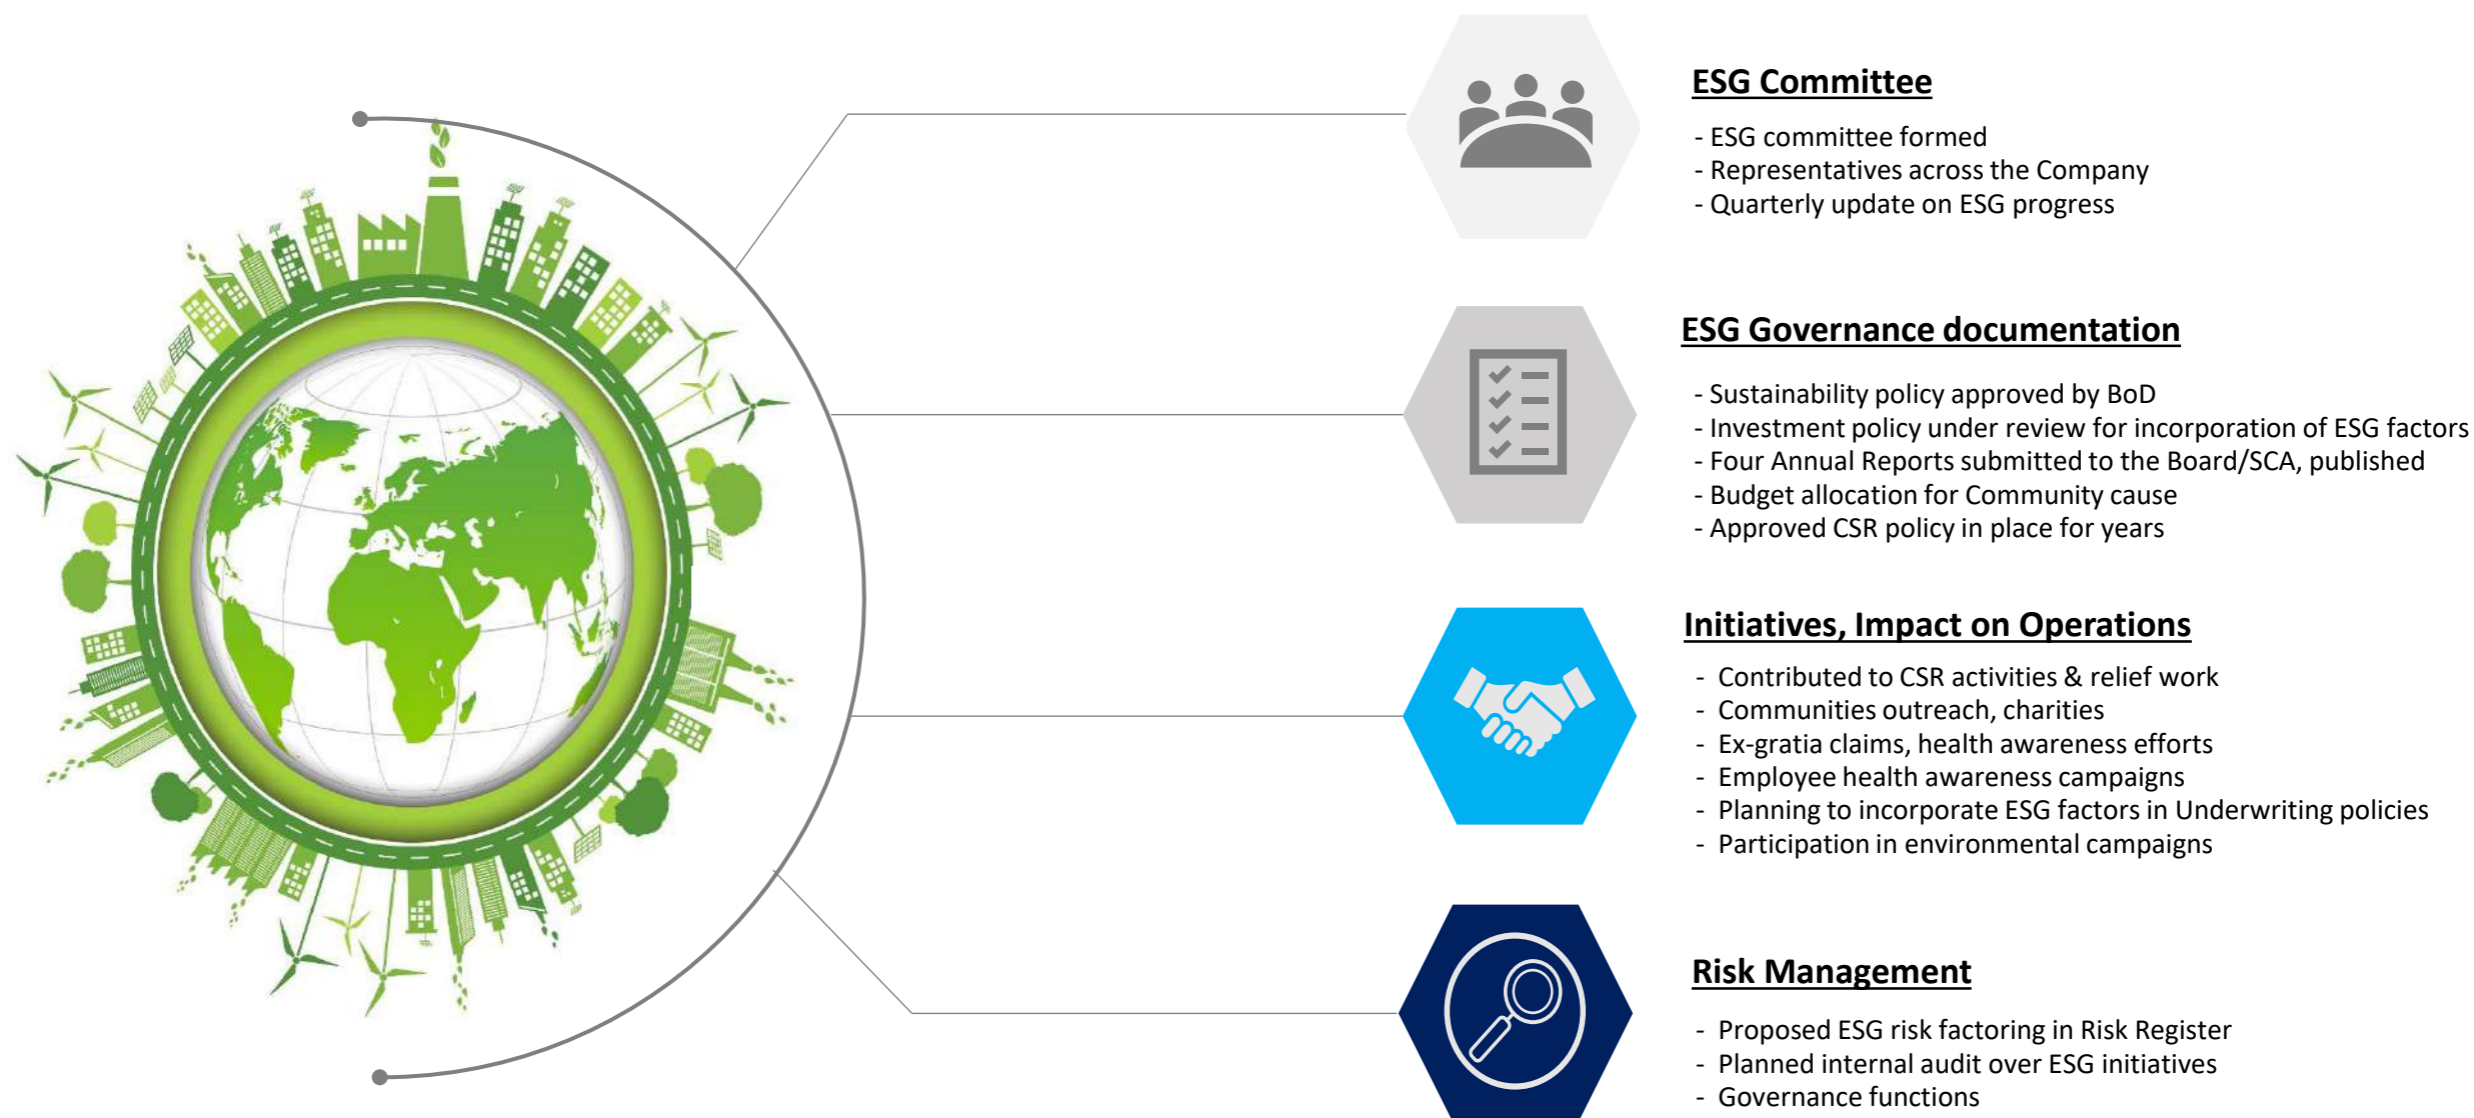 ESG Committee
- ESG committee formed
- Representatives across the Company
- Quarterly update on ESG progress
ESG Governance documentation
- Sustainability policy approved by BoD
- Investment policy under review for incorporation of ESG factors
- Four Annual Reports submitted to the Board/SCA, published
- Budget allocation for Community cause
- Approved CSR policy in place for years
Initiatives, Impact on Operations
- Contributed to CSR activities & relief work
- Communities outreach, charities
- Ex-gratia claims, health awareness efforts
- Employee health awareness campaigns
- Planning to incorporate ESG factors in Underwriting policies
- Participation in environmental campaigns
Risk Management
- Proposed ESG risk factoring in Risk Register
- Planned internal audit over ESG initiatives
- Governance functions